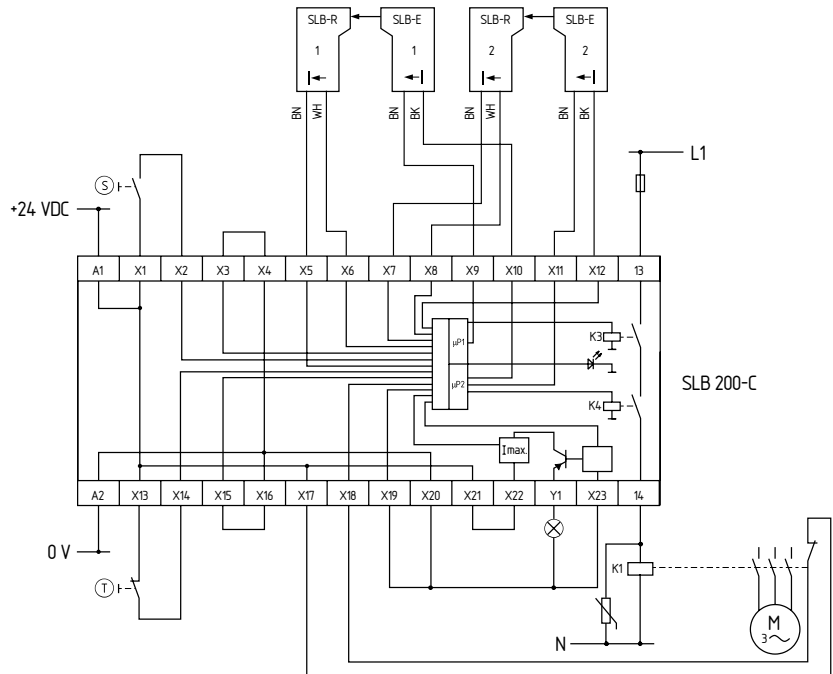 SLB-R SLB-E SLB-R SLB-E
1 1 2 2
BN WH BN BK BN WH BN BK
L1
S
+24 VDC
A1 X1 X2 X3 X4 X5 X6 X7 X8 X9 X10 X11 X12 13
µP1
K3
SLB 200-C
µP2
K4
Imax.
A2 X13 X14 X15 X16 X17 X18 X19 X20 X21 X22 Y1 X23 14
0 V
K1
T
M
3~
N